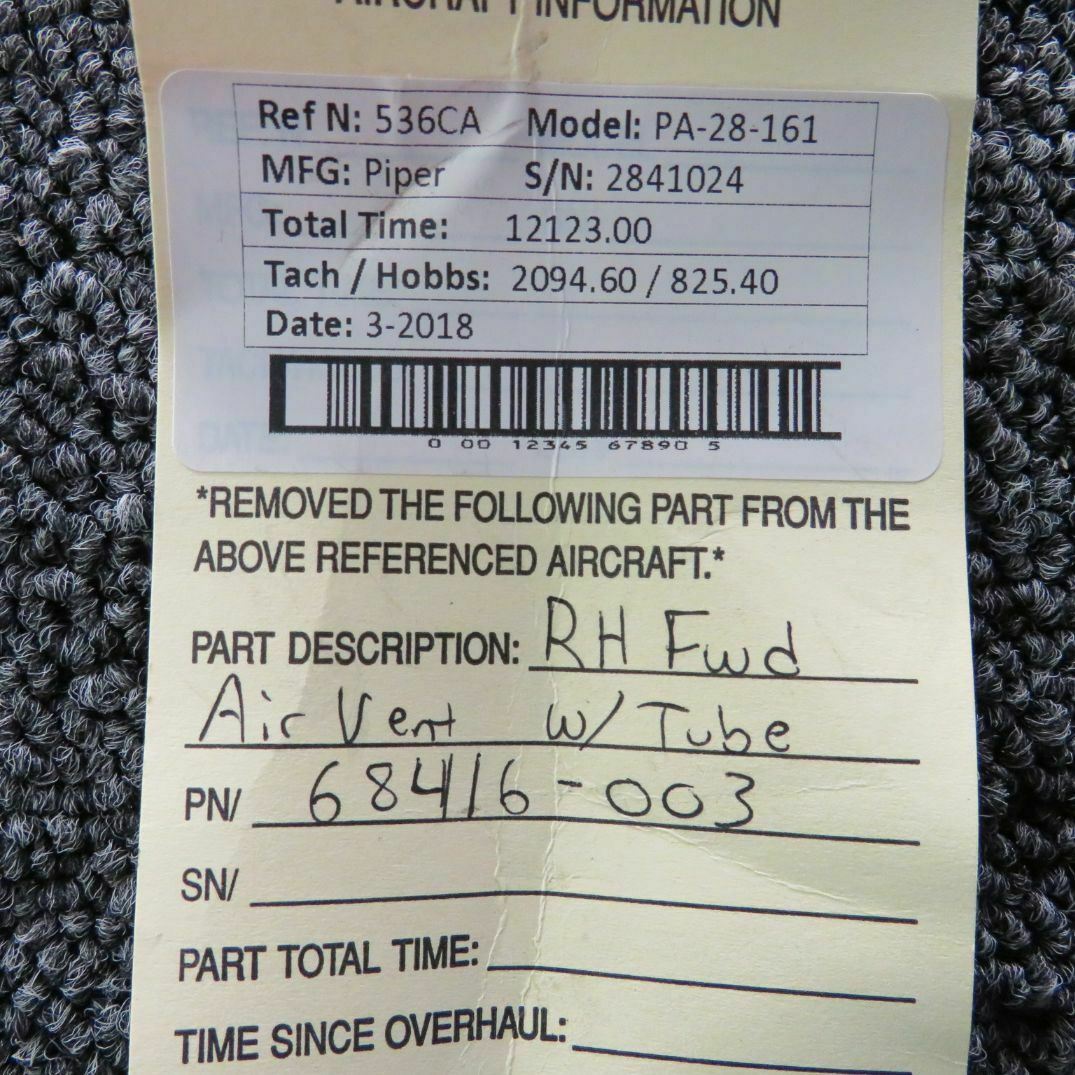 AIRCRAFT INFORMATION
Ref N: 536CA Model: PA-28-161
MFG: Piper S/N: 2841024
Total Time: 12123.00
Tach / Hobbs: 2094.60 / 825.40
Date: 3-2018
0 00 12345 67890 5
*REMOVED THE FOLLOWING PART FROM THE
ABOVE REFERENCED AIRCRAFT.*
PART DESCRIPTION: RH Fwd
Air Vent w/ Tube
PN/ 68416-003
SN/
PART TOTAL TIME:
TIME SINCE OVERHAUL: